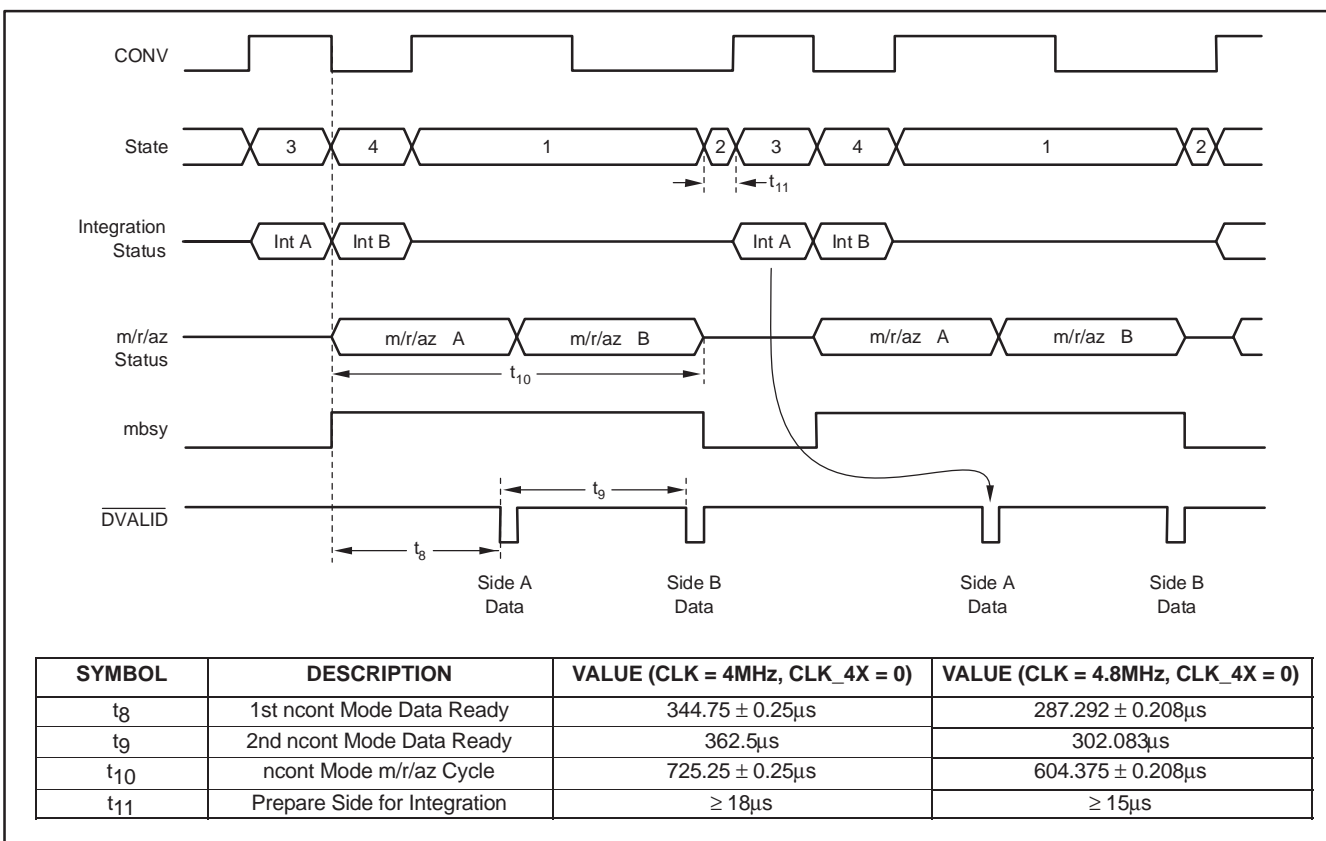 CONV
State
3
4
1
2
3
4
1
2
t11
Integration
Status
Int A
Int B
Int A
Int B
m/r/az
Status
m/r/az A
m/r/az B
m/r/az A
m/r/az B
t10
mbsy
DVALID
t9
t8
Side A
Data
Side B
Data
Side A
Data
Side B
Data
SYMBOL DESCRIPTION VALUE (CLK = 4MHz, CLK_4X = 0) VALUE (CLK = 4.8MHz, CLK_4X = 0)
t8 1st ncont Mode Data Ready 344.75 ± 0.25μs 287.292 ± 0.208μs
t9 2nd ncont Mode Data Ready 362.5μs 302.083μs
t10 ncont Mode m/r/az Cycle 725.25 ± 0.25μs 604.375 ± 0.208μs
t11 Prepare Side for Integration ≥ 18μs ≥ 15μs